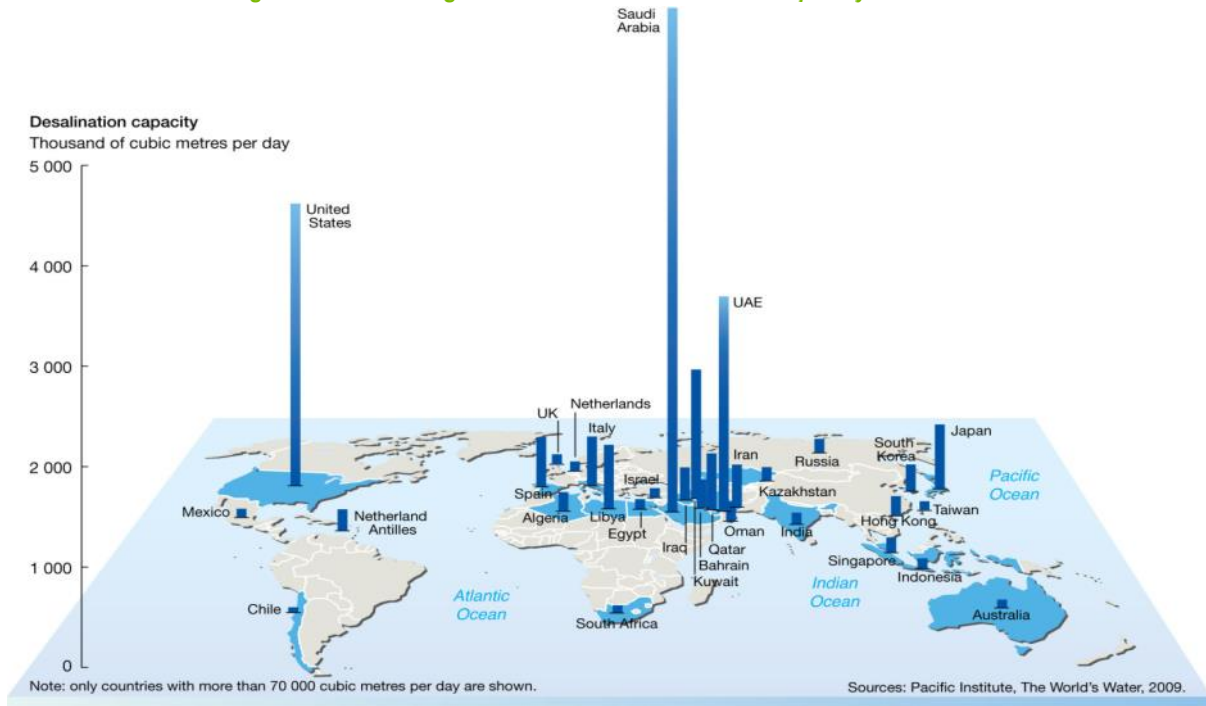 Saudi
Arabia
Desalination capacity
Thousand of cubic metres per day
5 000
4 000
3 000
2 000
1 000
0
United
States
UAE
Netherlands
UK
Italy
Iran
Japan
South
Korea
Russia
Israel
Spain
Kazakhstan
Pacific
Ocean
Mexico
Netherland
Antilles
Algeria
Libya
Egypt
Oman
India
Hong Kong
Taiwan
Iraq
Qatar
Bahrain
Kuwait
Singapore
Indonesia
Indian
Ocean
Atlantic
Ocean
Chile
South Africa
Australia
Note: only countries with more than 70 000 cubic metres per day are shown.
Sources: Pacific Institute, The World's Water, 2009.